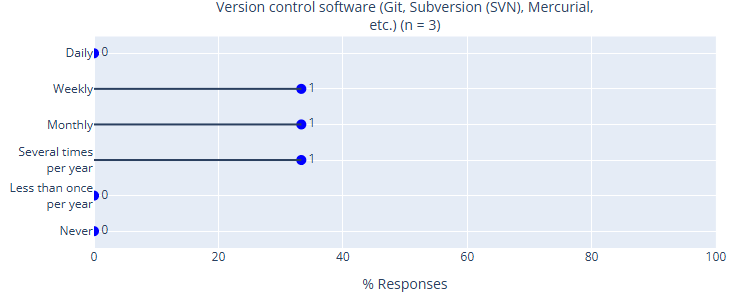 Version control software (Git, Subversion (SVN), Mercurial,
etc.) (n = 3)
Daily 0
Weekly 1
Monthly 1
Several times
per year 1
Less than once
per year 0
Never 0
0 20 40 60 80 100
% Responses